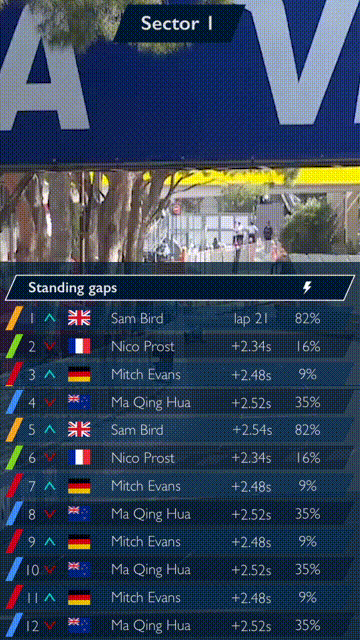 Sector 1
A V
Standing gaps
1 Sam Bird lap 21 82%
2 Nico Prost +2.34s 16%
3 Mitch Evans +2.48s 9%
4 Ma Qing Hua +2.52s 35%
5 Sam Bird +2.54s 82%
6 Nico Prost +2.34s 16%
7 Mitch Evans +2.48s 9%
8 Ma Qing Hua +2.52s 35%
9 Mitch Evans +2.48s 9%
10 Ma Qing Hua +2.52s 35%
11 Mitch Evans +2.48s 9%
12 Ma Qing Hua +2.52s 35%